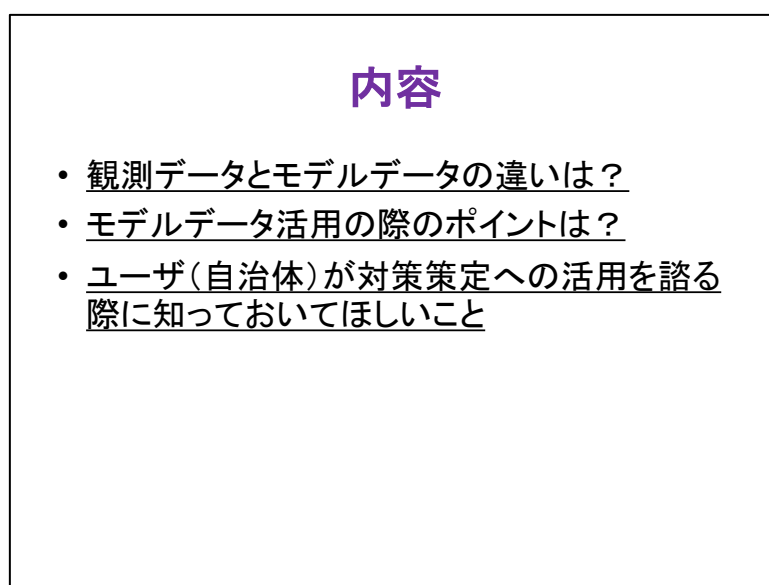 内容
• 観測データとモデルデータの違いは？
• モデルデータ活用の際のポイントは？
• ユーザ（自治体）が対策策定への活用を諮る
際に知っておいてほしいこと